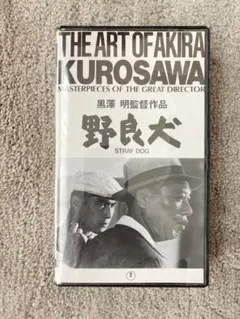 THE ART OF AKIRA
KUROSAWA
MASTERPIECES OF THE GREAT DIRECTOR
黒澤 明監督作品
野良犬
STRAY DOG